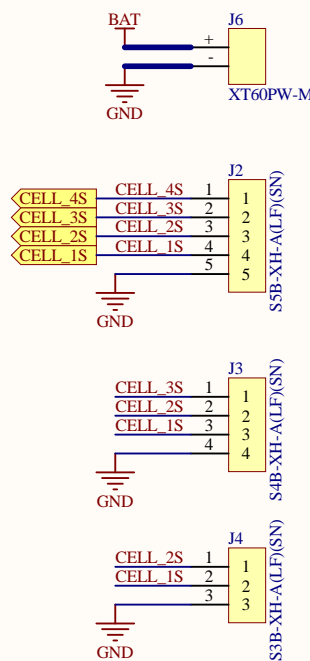 BAT
J6
+
-
XT60PW-M
GND
J2
CELL_4S CELL_4S 1 1
CELL_3S CELL_3S 2 2
CELL_2S CELL_2S 3 3
CELL_1S CELL_1S 4 4
5 5
S5B-XH-A(LF)(SN)
GND
J3
CELL_3S 1 1
CELL_2S 2 2
CELL_1S 3 3
4 4
S4B-XH-A(LF)(SN)
GND
J4
CELL_2S 1 1
CELL_1S 2 2
3 3
S3B-XH-A(LF)(SN)
GND